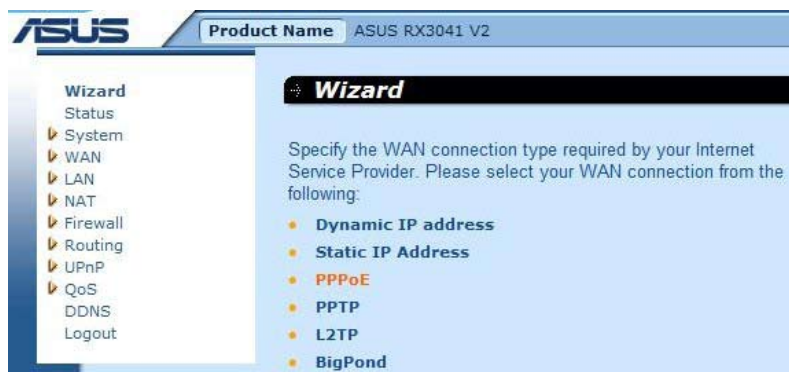 ASUS
Product Name ASUS RX3041 V2
Wizard
Status
System
WAN
LAN
NAT
Firewall
Routing
UPnP
QoS
DDNS
Logout
Wizard
Specify the WAN connection type required by your Internet
Service Provider. Please select your WAN connection from the
following:
Dynamic IP address
Static IP Address
PPPoE
PPTP
L2TP
BigPond